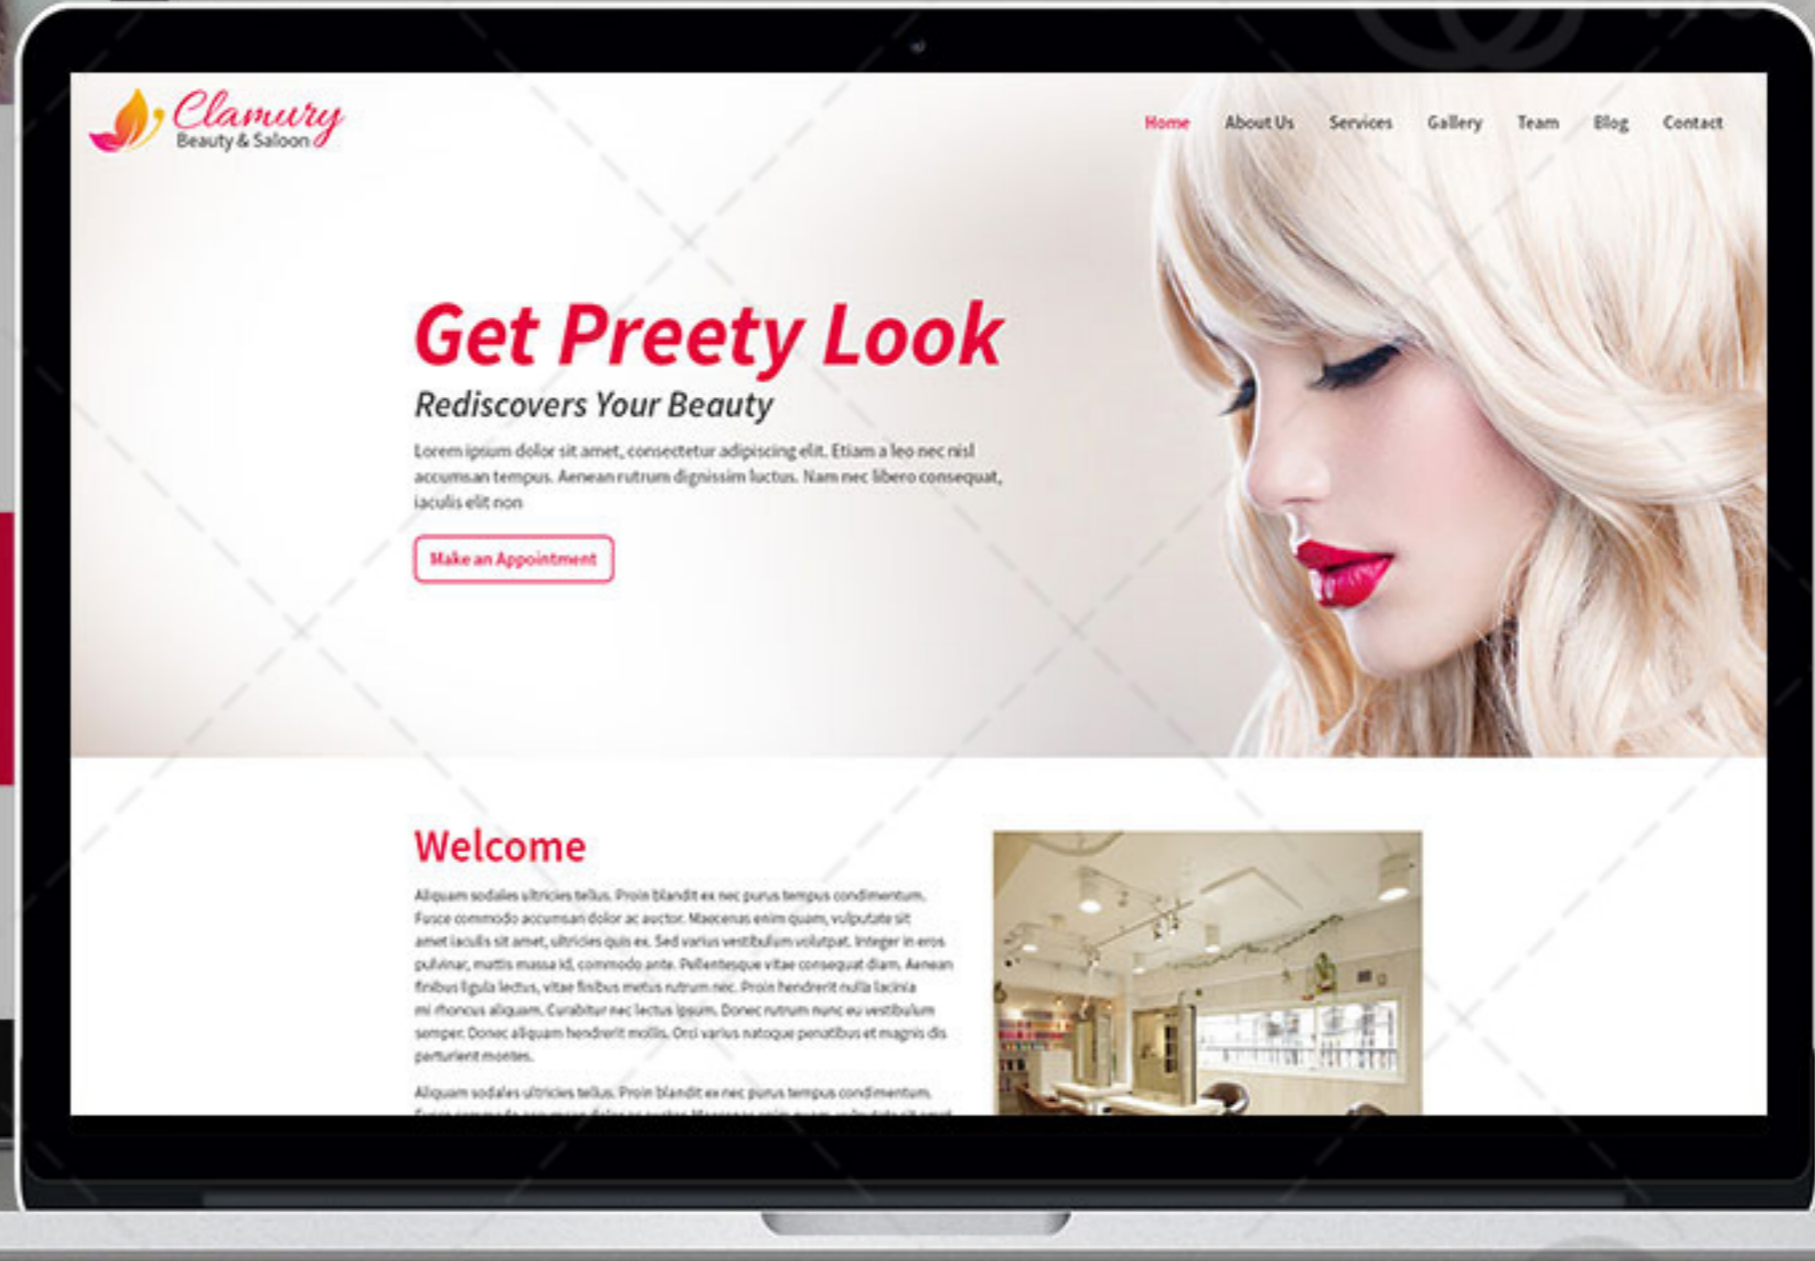 Clamury
Beauty & Saloon
Home About Us Services Gallery Team Blog Contact
Get Preety Look
Rediscovers Your Beauty
Lorem ipsum dolor sit amet, consectetur adipiscing elit. Etiam a leo nec nisl
accumsan tempus. Aenean rutrum dignissim luctus. Nam nec libero consequat,
iaculis elit non
Make an Appointment
Welcome
Aliquam sodales ultricies tellus. Proin blandit ex nec purus tempus condimentum.
Fusce commodo accumsan dolor ac auctor. Maecenas enim quam, vulputate sit
amet iaculis sit amet, ultricies quis ex. Sed varius vestibulum volutpat. Integer in eros
pulvinar, mattis massa id, commodo ante. Pellentesque vitae consequat diam. Aenean
finibus ligula lectus, vitae finibus metus rutrum nec. Proin hendrerit nulla lacinia
mi rhoncus aliquam. Curabitur nec lectus ipsum. Donec rutrum nunc eu vestibulum
semper. Donec aliquam hendrerit mollis. Orci varius natoque penatibus et magnis dis
parturient montes.
Aliquam sodales ultricies tellus. Proin blandit ex nec purus tempus condimentum.